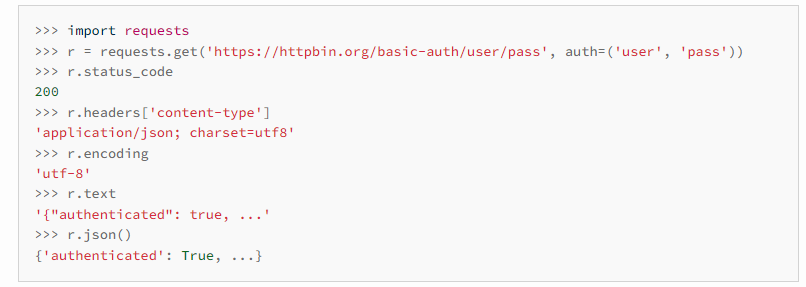 >>> import requests
>>> r = requests.get('https://httpbin.org/basic-auth/user/pass', auth=('user', 'pass'))
>>> r.status_code
200
>>> r.headers['content-type']
'application/json; charset=utf8'
>>> r.encoding
'utf-8'
>>> r.text
'{"authenticated": true, ...'
>>> r.json()
{'authenticated': True, ...}